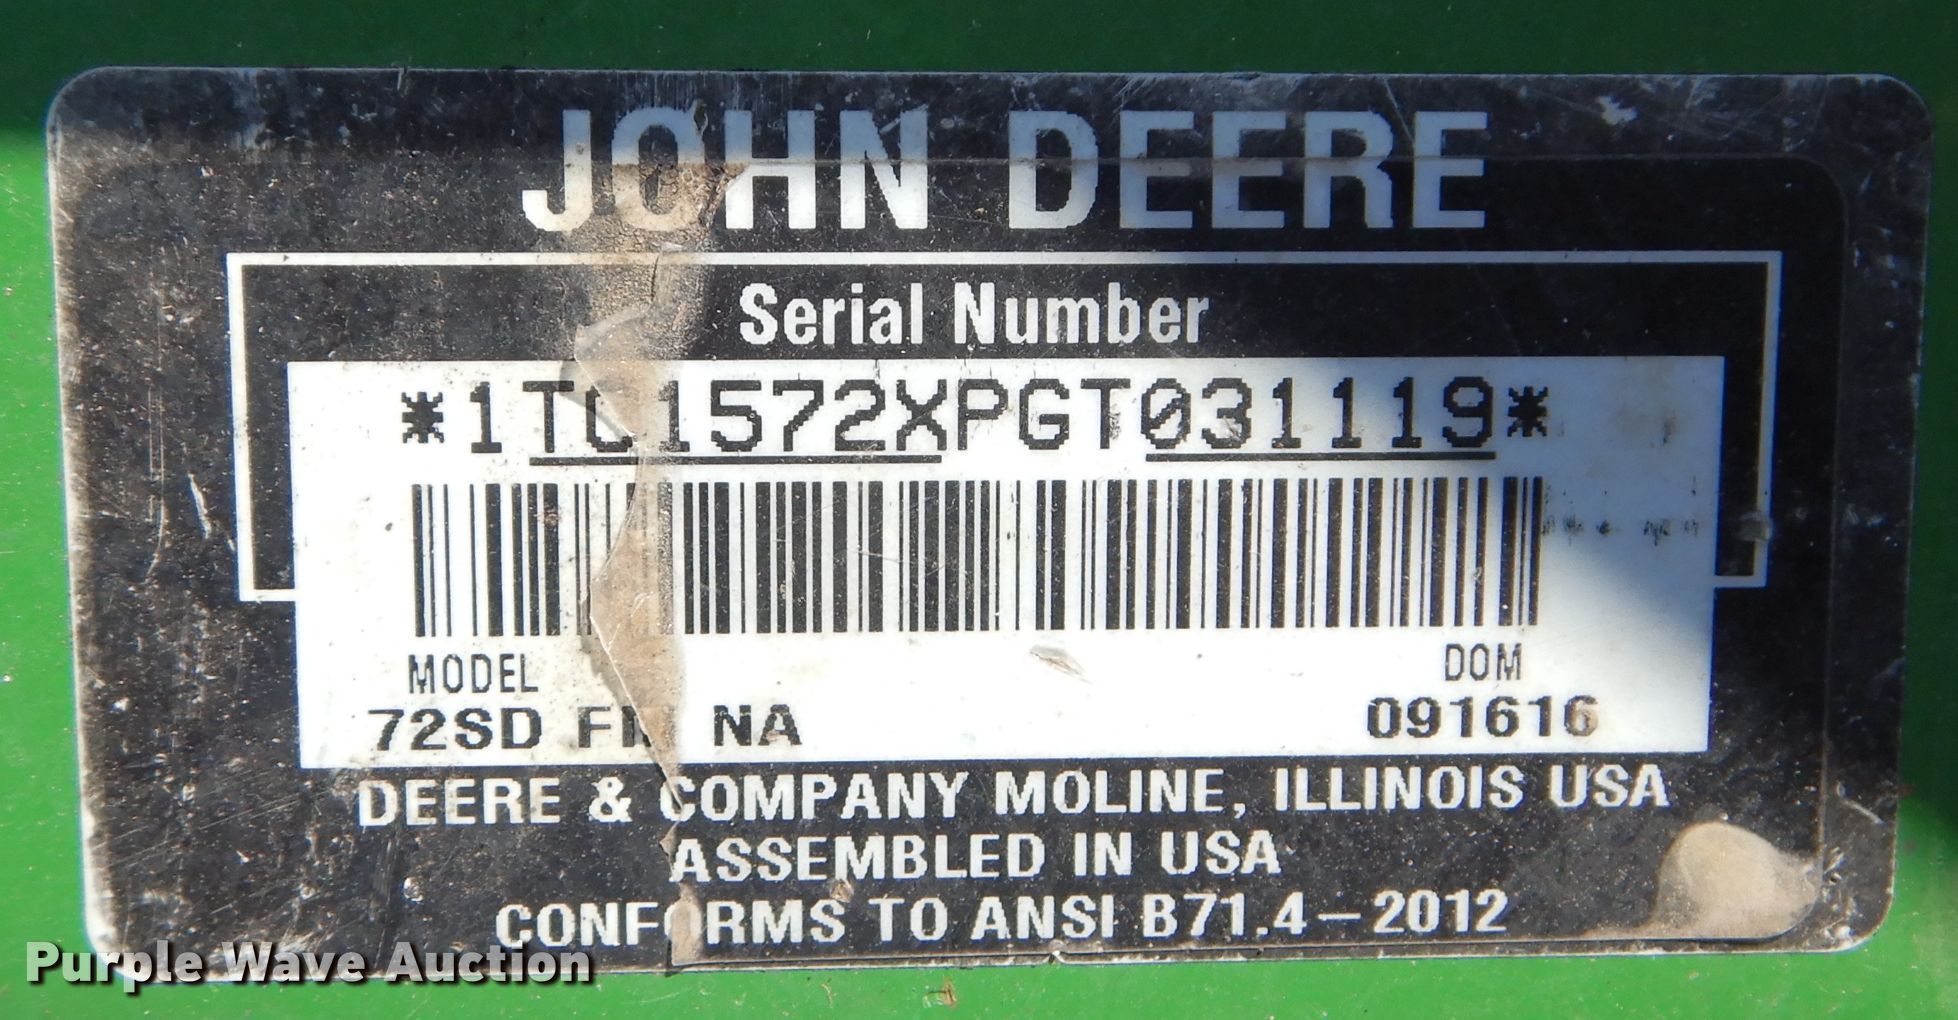 JOHN DEERE
Serial Number
*1TC1572XPGT031119*
MODEL
DOM
72SD NA
091616
DEERE & COMPANY MOLINE, ILLINOIS USA
ASSEMBLED IN USA
CONFORMS TO ANSI B71.4-2012
Purple Wave Auction